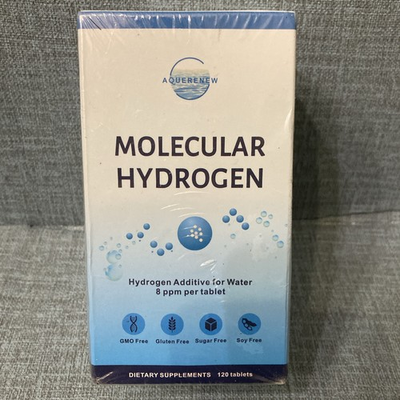 AQUERENEW
MOLECULAR
HYDROGEN
Hydrogen Additive for Water
8 ppm per tablet
GMO Free Gluten Free Sugar Free Soy Free
DIETARY SUPPLEMENTS 120 tablets